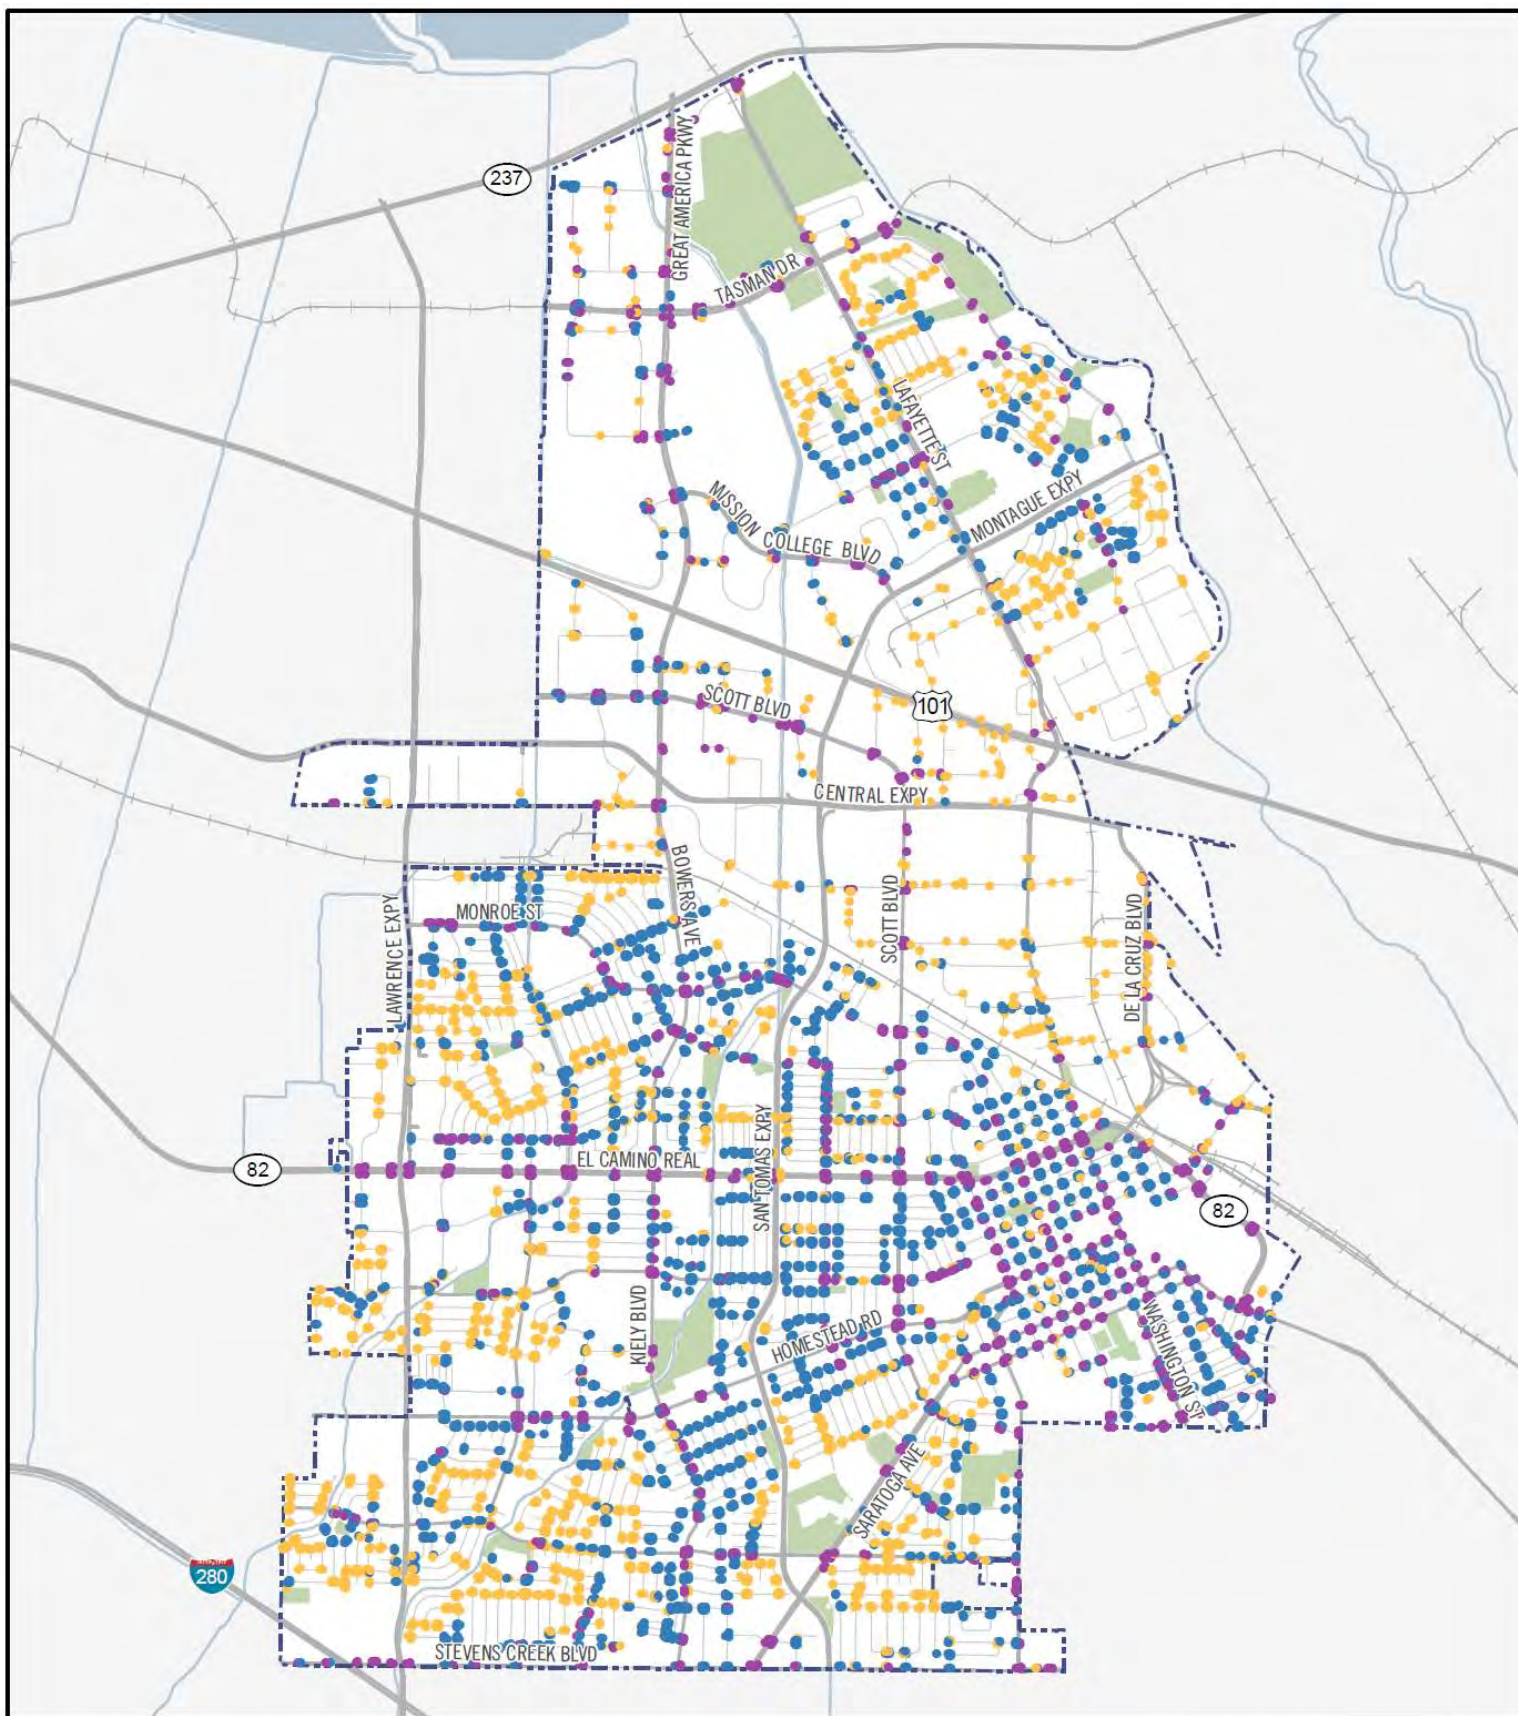 237
GREAT AMERICA PKWY
TASMAN DR
LAFAYETTE ST
MISSION COLLEGE BLVD
MONTAGUE EXPY
SCOTT BLVD
101
CENTRAL EXPY
BOWERS AVE
MONROE ST
SCOTT BLVD
LAWRENCE EXPY
DE LA CRUZ BLVD
SAN TOMAS EXPY
EL CAMINO REAL
82
82
KIELY BLVD
HOMESTEAD RD
WASHINGTON ST
SARATOGA AVE
280
STEVENS CREEK BLVD